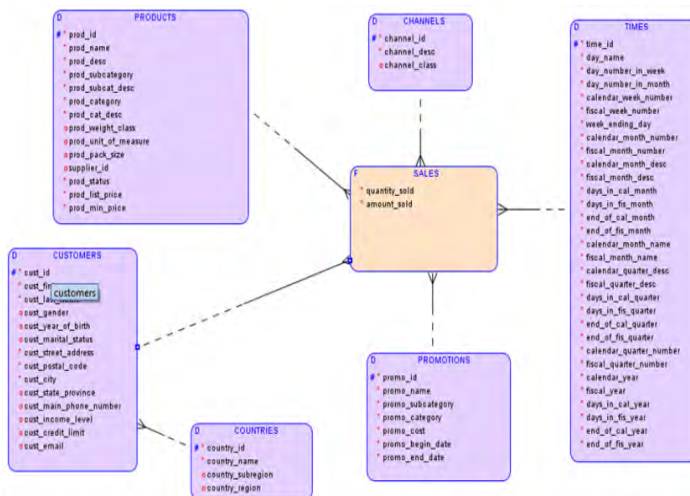 D PRODUCTS
# * prod_id
* prod_name
* prod_desc
* prod_subcategory
* prod_subcat_desc
* prod_category
* prod_cat_desc
o prod_weight_class
o prod_unit_of_measure
* prod_pack_size
o supplier_id
* prod_status
* prod_list_price
* prod_min_price
D CHANNELS
# * channel_id
* channel_desc
o channel_class
D TIMES
# * time_id
* day_name
* day_number_in_week
* day_number_in_month
* calendar_week_number
* fiscal_week_number
* week_ending_day
* calendar_month_number
* fiscal_month_number
* calendar_month_desc
* fiscal_month_desc
* days_in_cal_month
* days_in_fis_month
* end_of_cal_month
* end_of_fis_month
* calendar_month_name
* fiscal_month_name
* calendar_quarter_desc
* fiscal_quarter_desc
* days_in_cal_quarter
* days_in_fis_quarter
* end_of_cal_quarter
* end_of_fis_quarter
* calendar_quarter_number
* fiscal_quarter_number
* calendar_year
* fiscal_year
* days_in_cal_year
* days_in_fis_year
* end_of_cal_year
* end_of_fis_year
F SALES
* quantity_sold
* amount_sold
D CUSTOMERS
# * cust_id
customers
o cust_gender
* cust_year_of_birth
o cust_marital_status
* cust_street_address
* cust_postal_code
* cust_city
o cust_state_province
o cust_main_phone_number
o cust_income_level
o cust_credit_limit
o cust_email
D COUNTRIES
# * country_id
* country_name
o country_subregion
o country_region
D PROMOTIONS
# * promo_id
* promo_name
* promo_subcategory
* promo_category
* promo_cost
* promo_begin_date
* promo_end_date